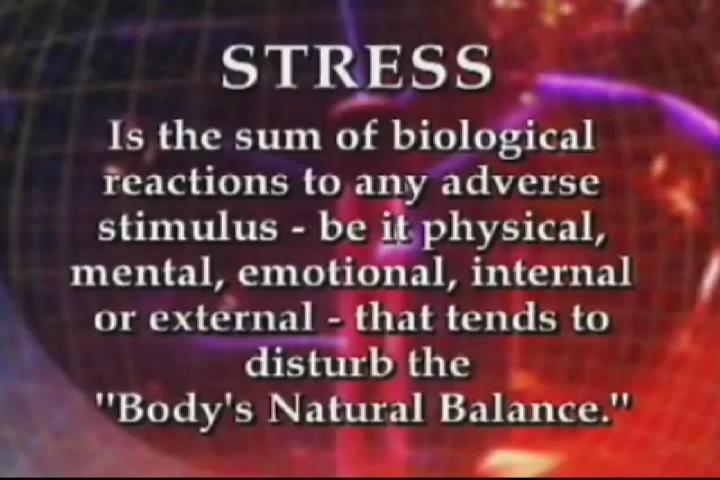 STRESS
Is the sum of biological
reactions to any adverse
stimulus - be it physical,
mental, emotional, internal
or external - that tends to
disturb the
"Body's Natural Balance."